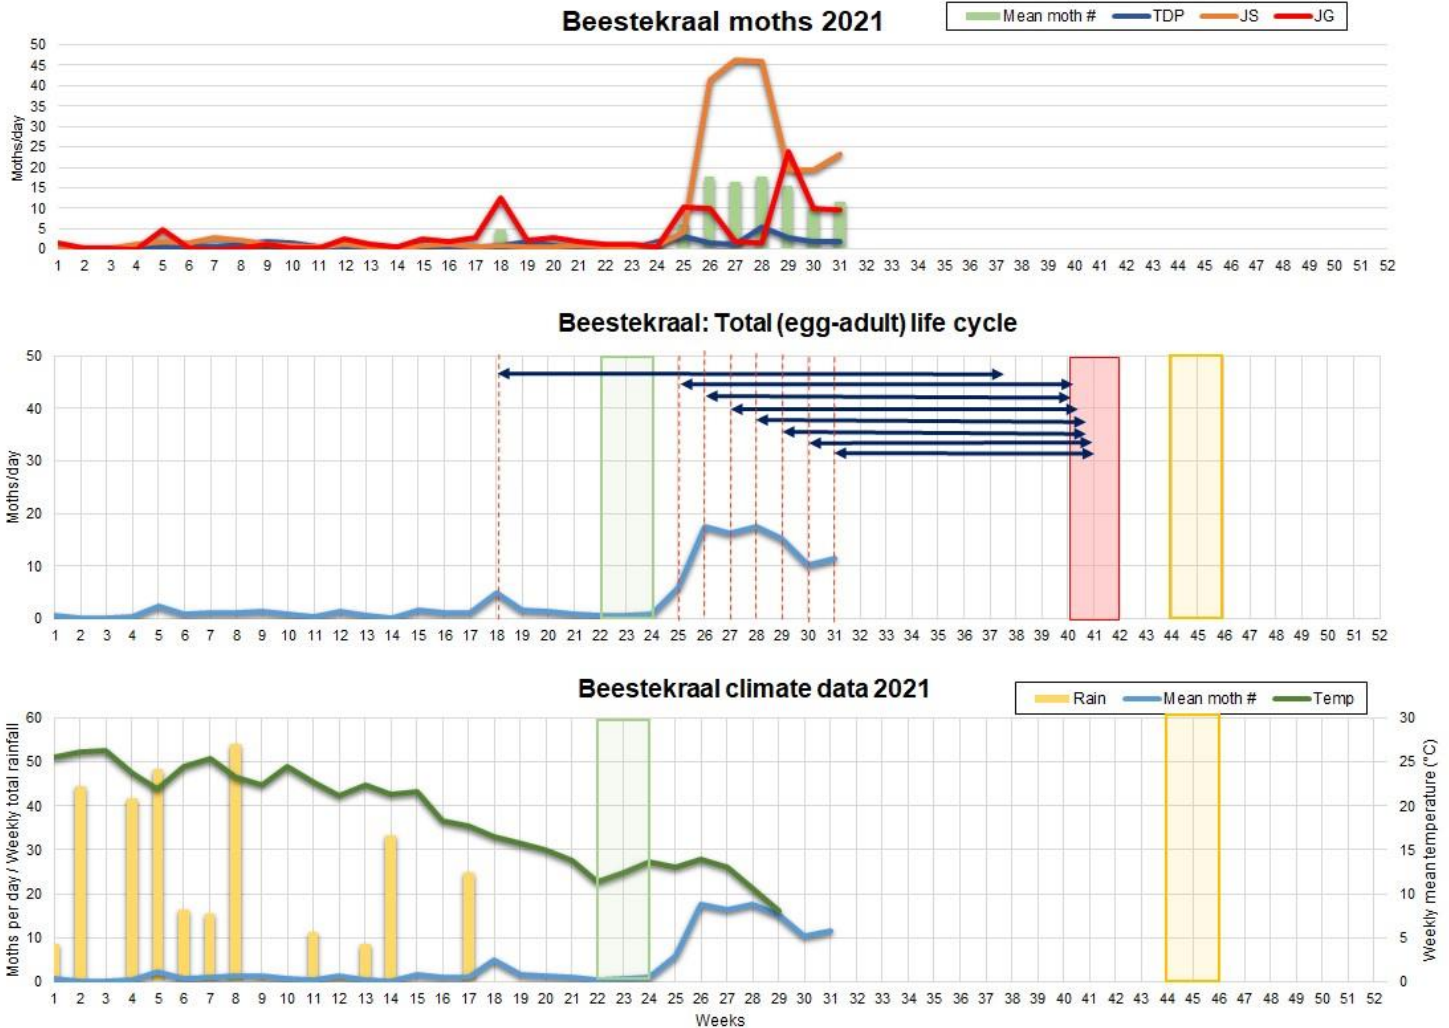 Beestekraal moths 2021
Mean moth # TDP JS JG
50
45
40
35
30
25
20
15
10
5
0
Moths/day
1 2 3 4 5 6 7 8 9 10 11 12 13 14 15 16 17 18 19 20 21 22 23 24 25 26 27 28 29 30 31 32 33 34 35 36 37 38 39 40 41 42 43 44 45 46 47 48 49 50 51 52
Beestekraal: Total (egg-adult) life cycle
50
40
30
20
10
0
Moths/day
1 2 3 4 5 6 7 8 9 10 11 12 13 14 15 16 17 18 19 20 21 22 23 24 25 26 27 28 29 30 31 32 33 34 35 36 37 38 39 40 41 42 43 44 45 46 47 48 49 50 51 52
Beestekraal climate data 2021
Rain Mean moth # Temp
60
50
40
30
20
10
0
Moths per day / Weekly total rainfall
30
25
20
15
10
5
0
Weekly mean temperature (°C)
1 2 3 4 5 6 7 8 9 10 11 12 13 14 15 16 17 18 19 20 21 22 23 24 25 26 27 28 29 30 31 32 33 34 35 36 37 38 39 40 41 42 43 44 45 46 47 48 49 50 51 52
Weeks